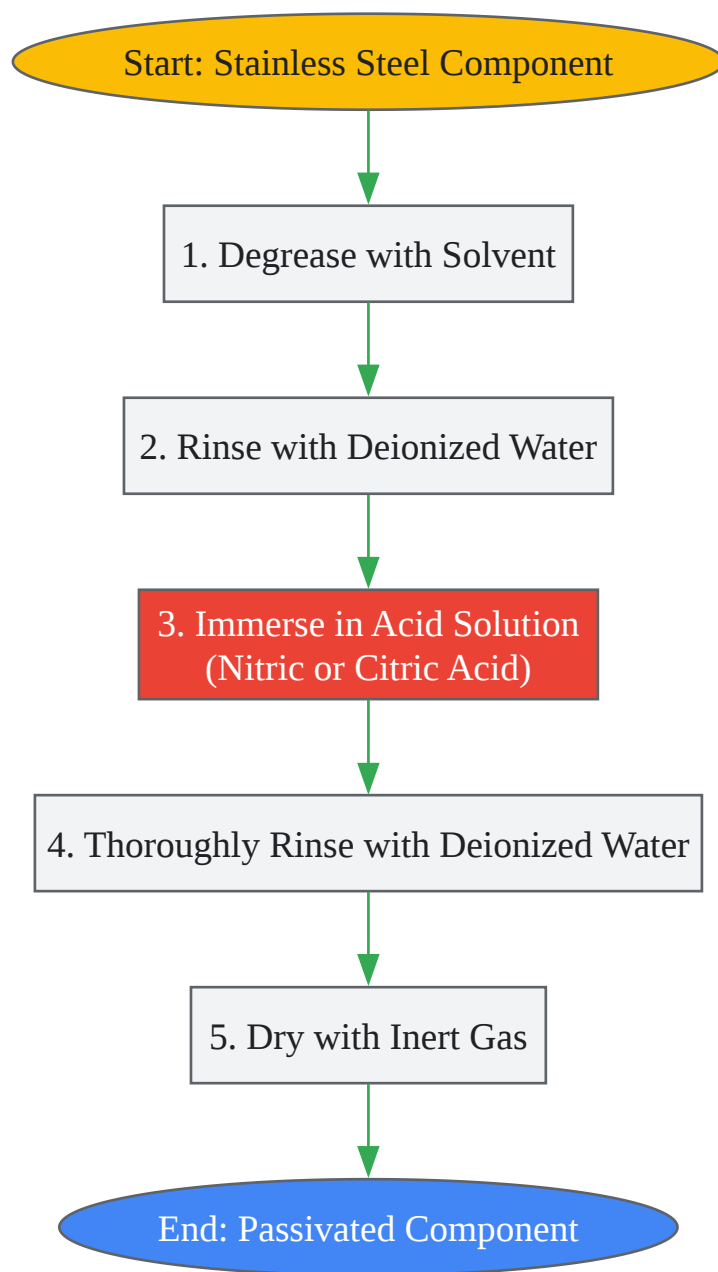 Start: Stainless Steel Component
1. Degrease with Solvent
2. Rinse with Deionized Water
3. Immerse in Acid Solution
(Nitric or Citric Acid)
4. Thoroughly Rinse with Deionized Water
5. Dry with Inert Gas
End: Passivated Component